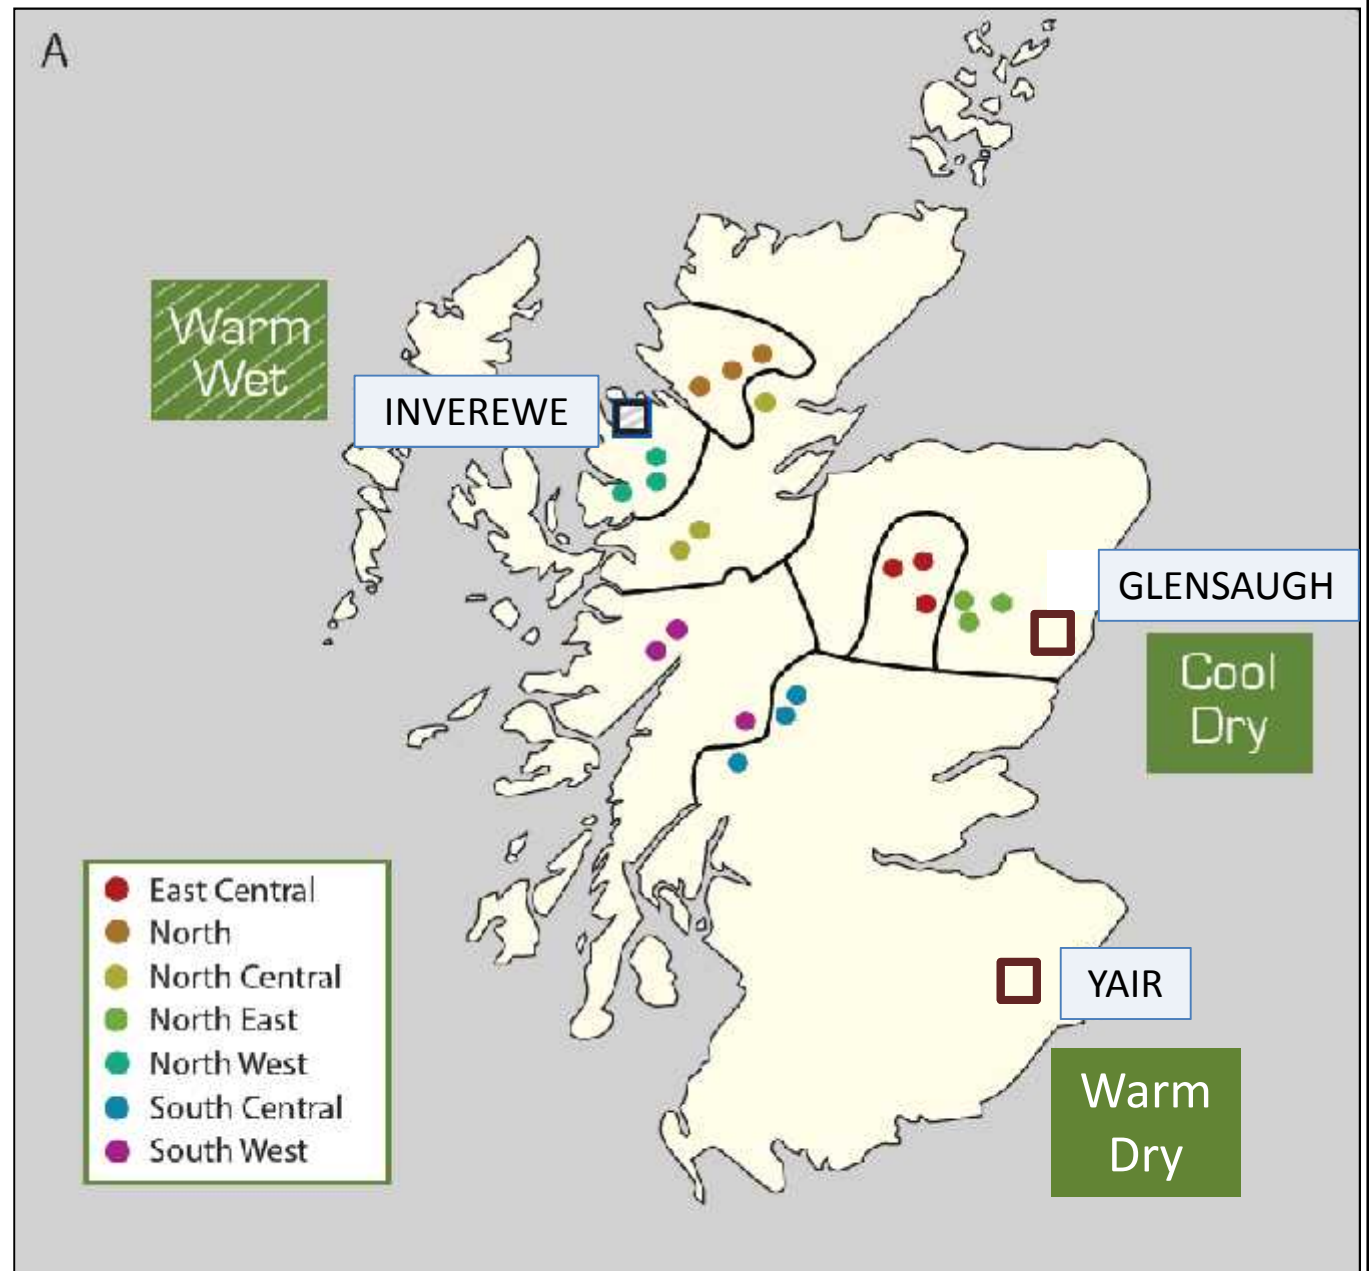 A
Warm
Wet
INVEREWE
GLENSAUGH
Cool
Dry
East Central
North
North Central
North East
North West
South Central
South West
YAIR
Warm
Dry